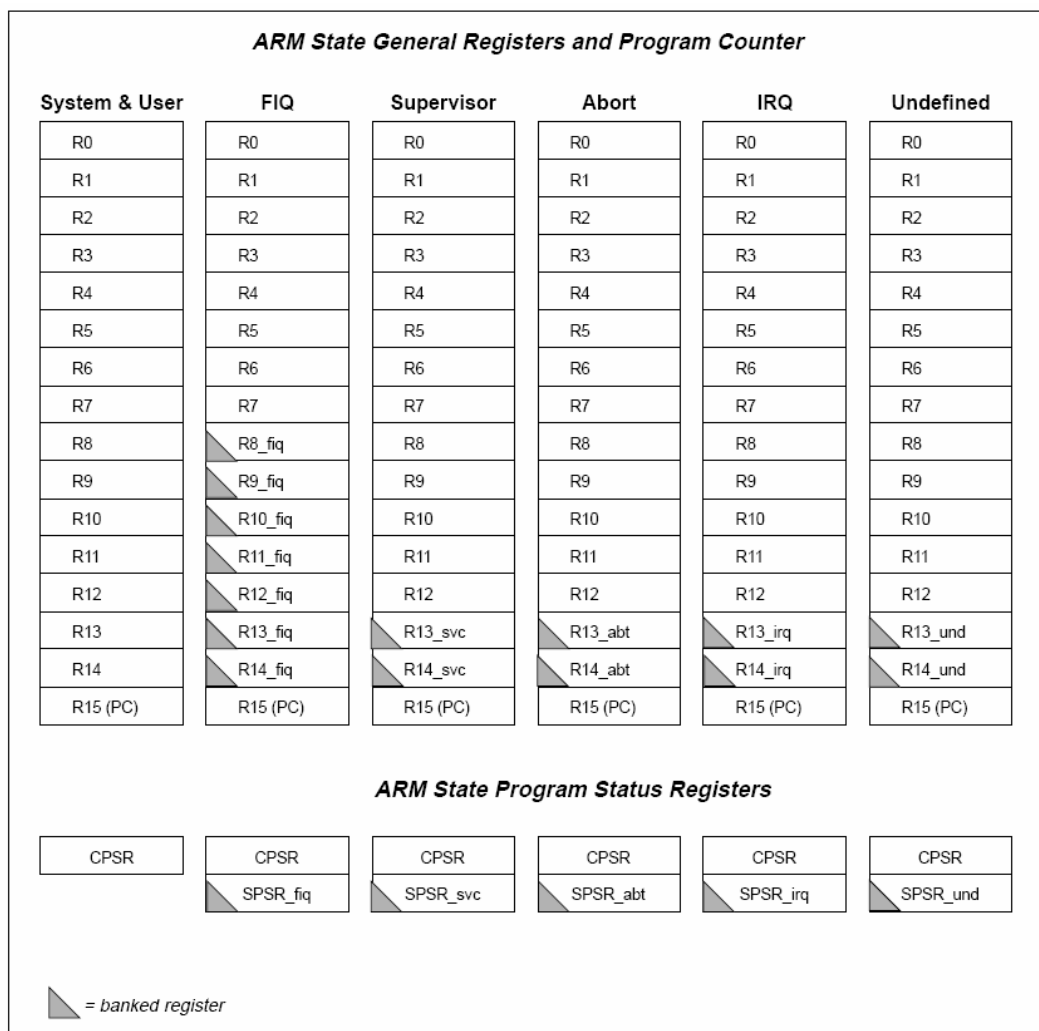 ARM State General Registers and Program Counter
System & User FIQ Supervisor Abort IRQ Undefined
R0 R0 R0 R0 R0 R0
R1 R1 R1 R1 R1 R1
R2 R2 R2 R2 R2 R2
R3 R3 R3 R3 R3 R3
R4 R4 R4 R4 R4 R4
R5 R5 R5 R5 R5 R5
R6 R6 R6 R6 R6 R6
R7 R7 R7 R7 R7 R7
R8 R8_fiq R8 R8 R8 R8
R9 R9_fiq R9 R9 R9 R9
R10 R10_fiq R10 R10 R10 R10
R11 R11_fiq R11 R11 R11 R11
R12 R12_fiq R12 R12 R12 R12
R13 R13_fiq R13_svc R13_abt R13_irq R13_und
R14 R14_fiq R14_svc R14_abt R14_irq R14_und
R15 (PC) R15 (PC) R15 (PC) R15 (PC) R15 (PC) R15 (PC)
ARM State Program Status Registers
CPSR CPSR CPSR CPSR CPSR CPSR
SPSR_fiq SPSR_svc SPSR_abt SPSR_irq SPSR_und
= banked register